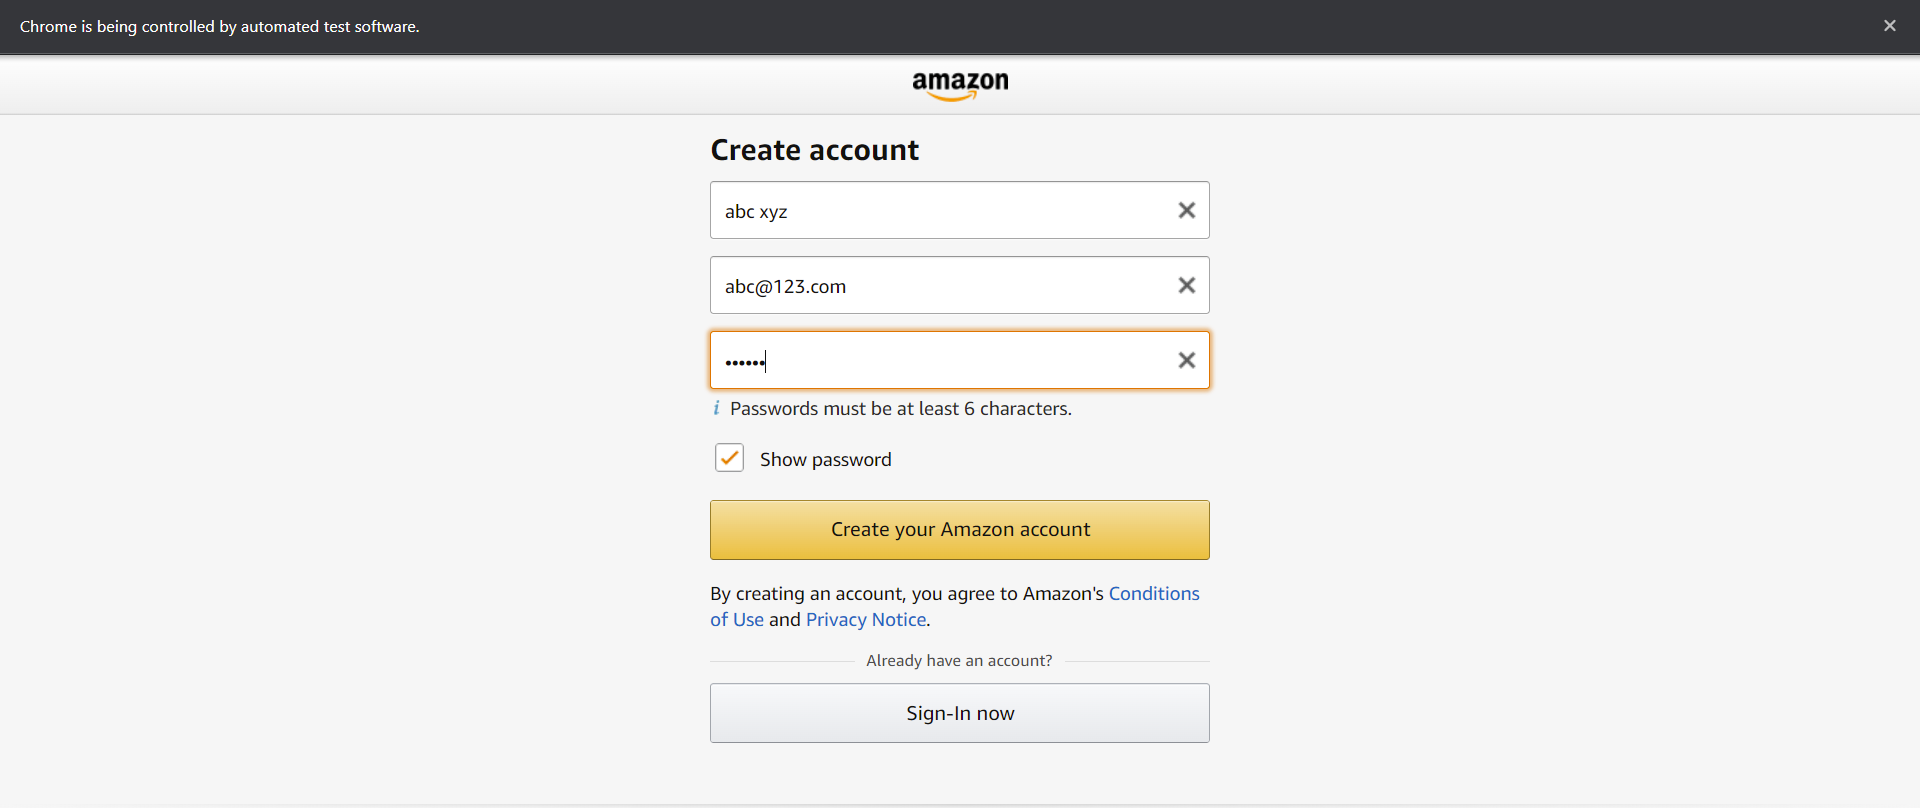 Chrome is being controlled by automated test software.
amazon
Create account
abc xyz
abc@123.com
••••••
i Passwords must be at least 6 characters.
Show password
Create your Amazon account
By creating an account, you agree to Amazon's Conditions
of Use and Privacy Notice.
Already have an account?
Sign-In now